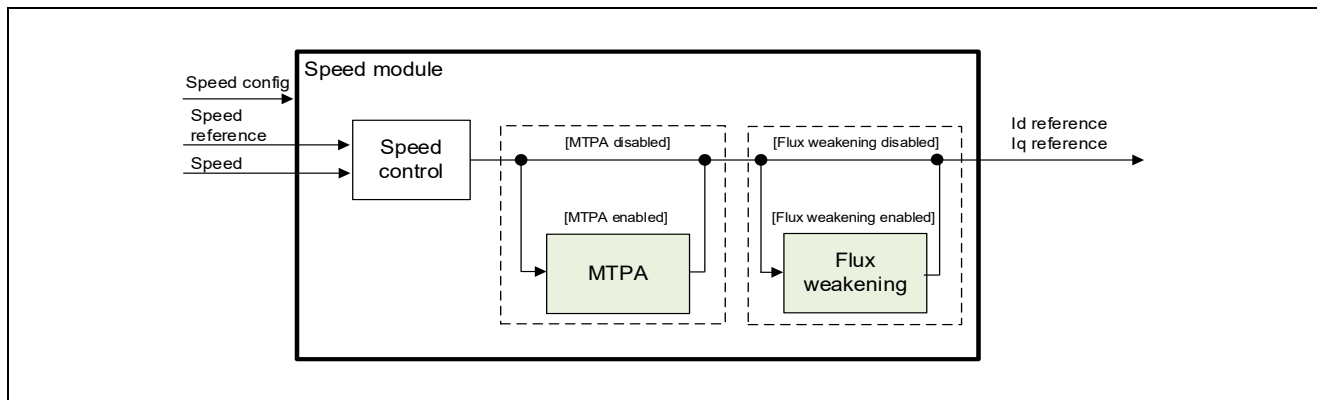 Speed module
Speed config
Speed
reference
Speed
Speed
control
[MTPA disabled]
[MTPA enabled]
MTPA
[Flux weakening disabled]
[Flux weakening enabled]
Flux
weakening
Id reference
Iq reference